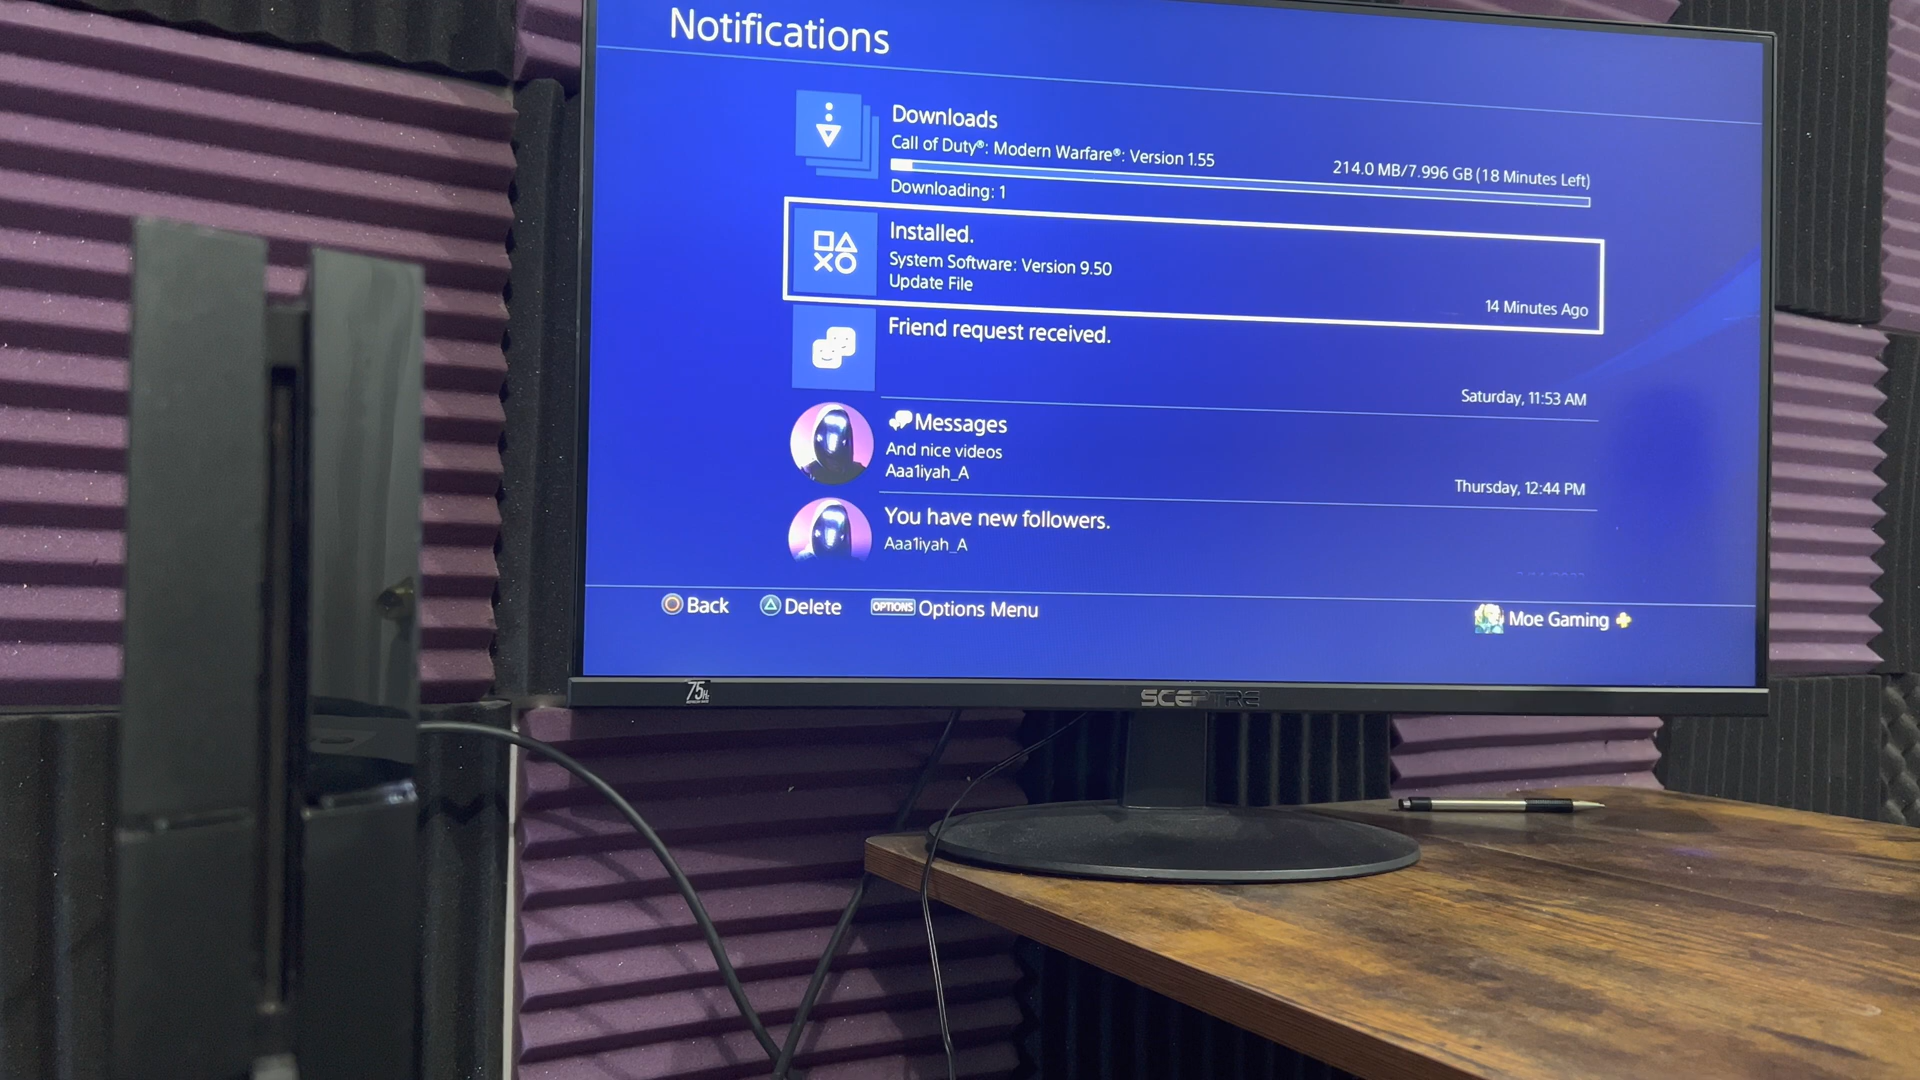 Notifications
Downloads
Call of Duty®: Modern Warfare®: Version 1.55
214.0 MB/7.996 GB (18 Minutes Left)
Downloading: 1
Installed.
System Software: Version 9.50
Update File
14 Minutes Ago
Friend request received.
Saturday, 11:53 AM
Messages
And nice videos
Aaa1iyah_A
Thursday, 12:44 PM
You have new followers.
Aaa1iyah_A
Back
Delete
OPTIONS Options Menu
Moe Gaming
75Hz
SCEPTRE